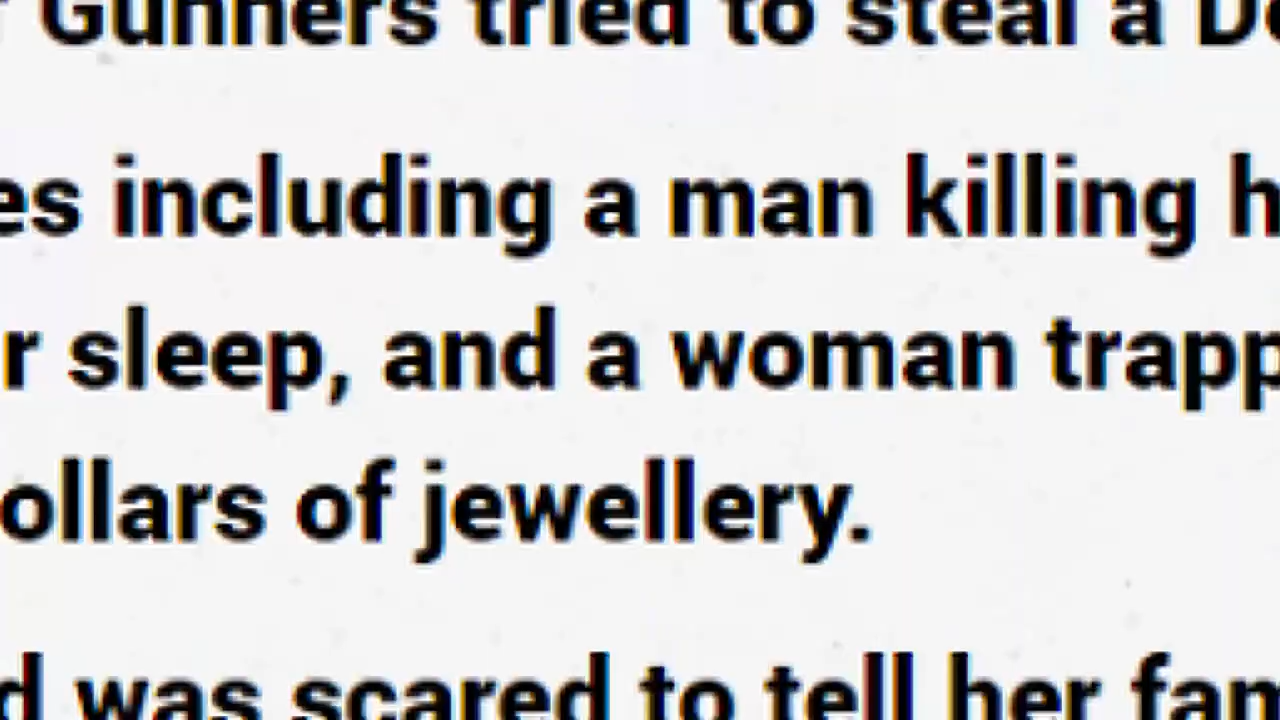 Gunners tried to steal a D
es including a man killing h
r sleep, and a woman trapp
ollars of jewellery.
d was scared to tell her fam